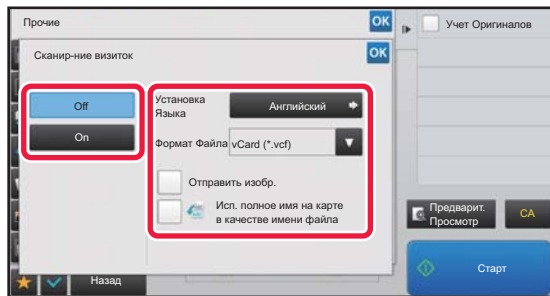 Прочие
OK
Учет Оригиналов
Сканир-ние визиток
OK
Off
On
Установка
Языка
Английский
Формат Файла
vCard (*.vcf)
Отправить изобр.
Исп. полное имя на карте
в качестве имени файла
Предварит.
Просмотр
CA
Назад
Старт